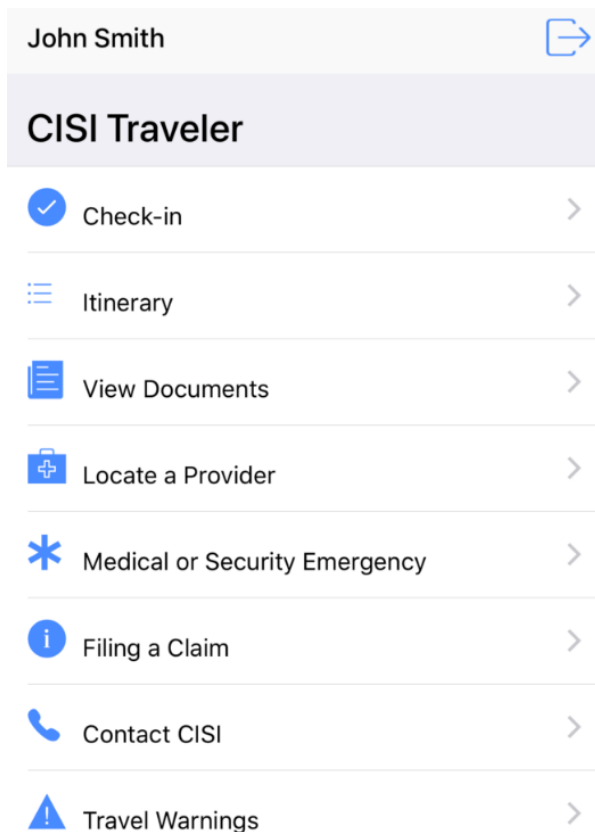 John Smith
CISI Traveler
Check-in
Itinerary
View Documents
Locate a Provider
Medical or Security Emergency
Filing a Claim
Contact CISI
Travel Warnings